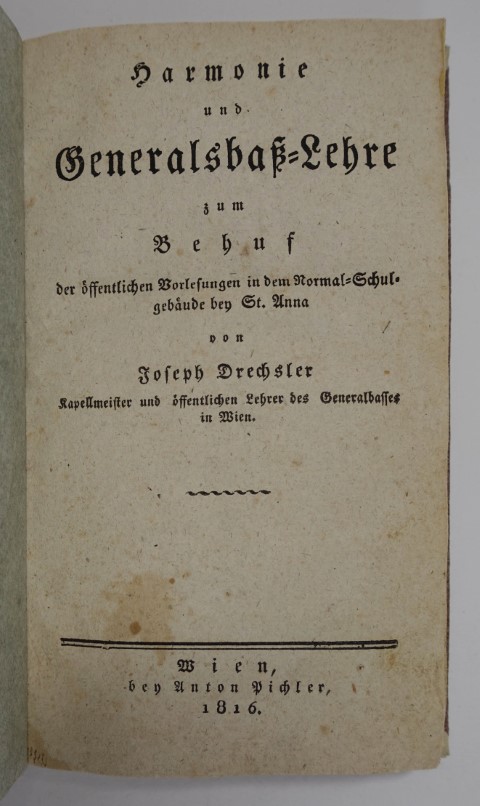 Harmonie
und
Generalsbaß-Lehre
zum
Behuf
der öffentlichen Vorlesungen in dem Normal-Schul-
gebäude bey St. Anna
von
Joseph Drechsler
Kapellmeister und öffentlichen Lehrer des Generalbasses
in Wien.
Wien,
bey Anton Pichler,
1816.